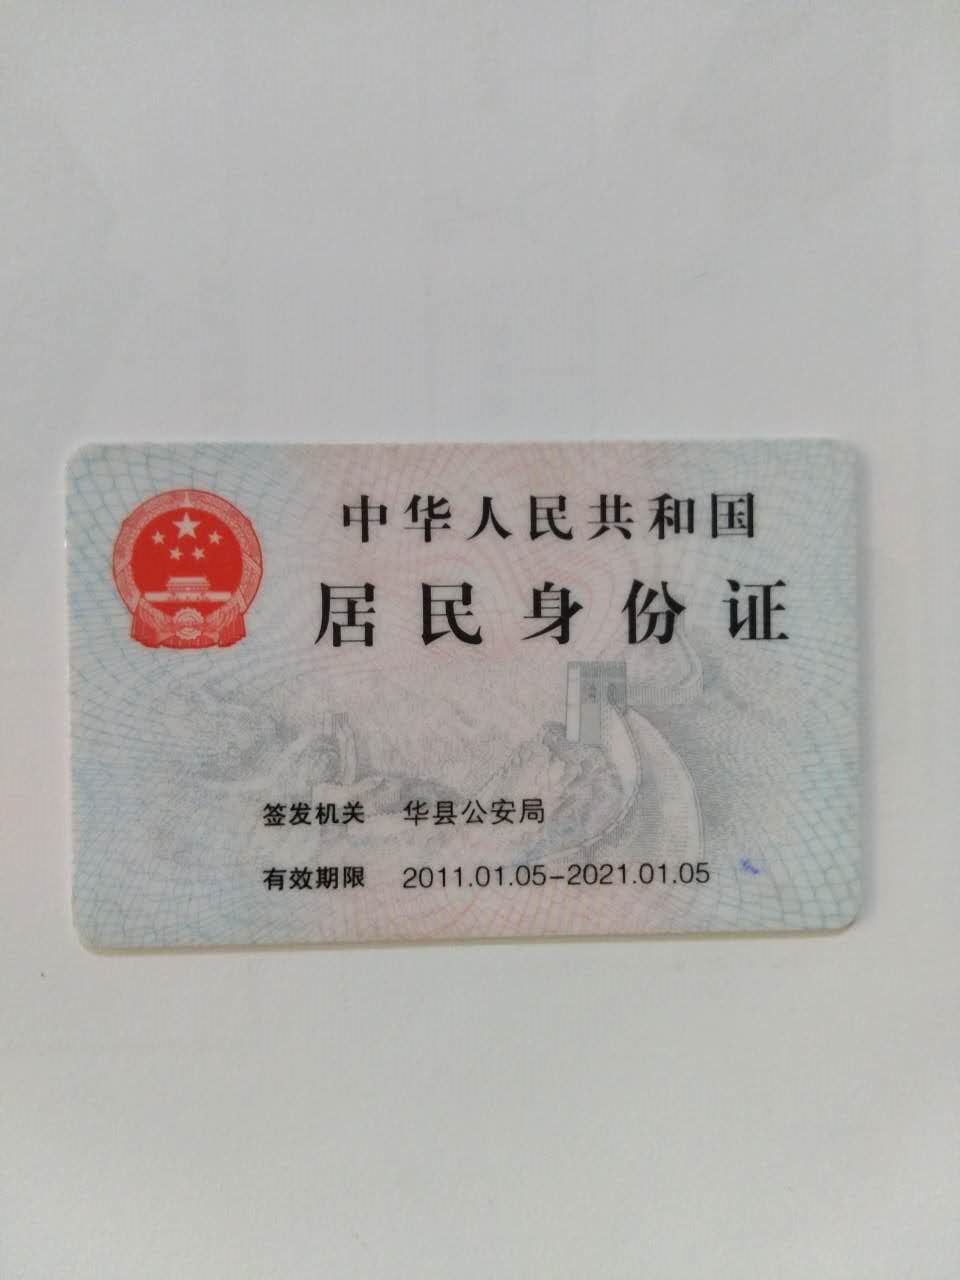 中华人民共和国
居民身份证
签发机关 华县公安局
有效期限 2011.01.05-2021.01.05